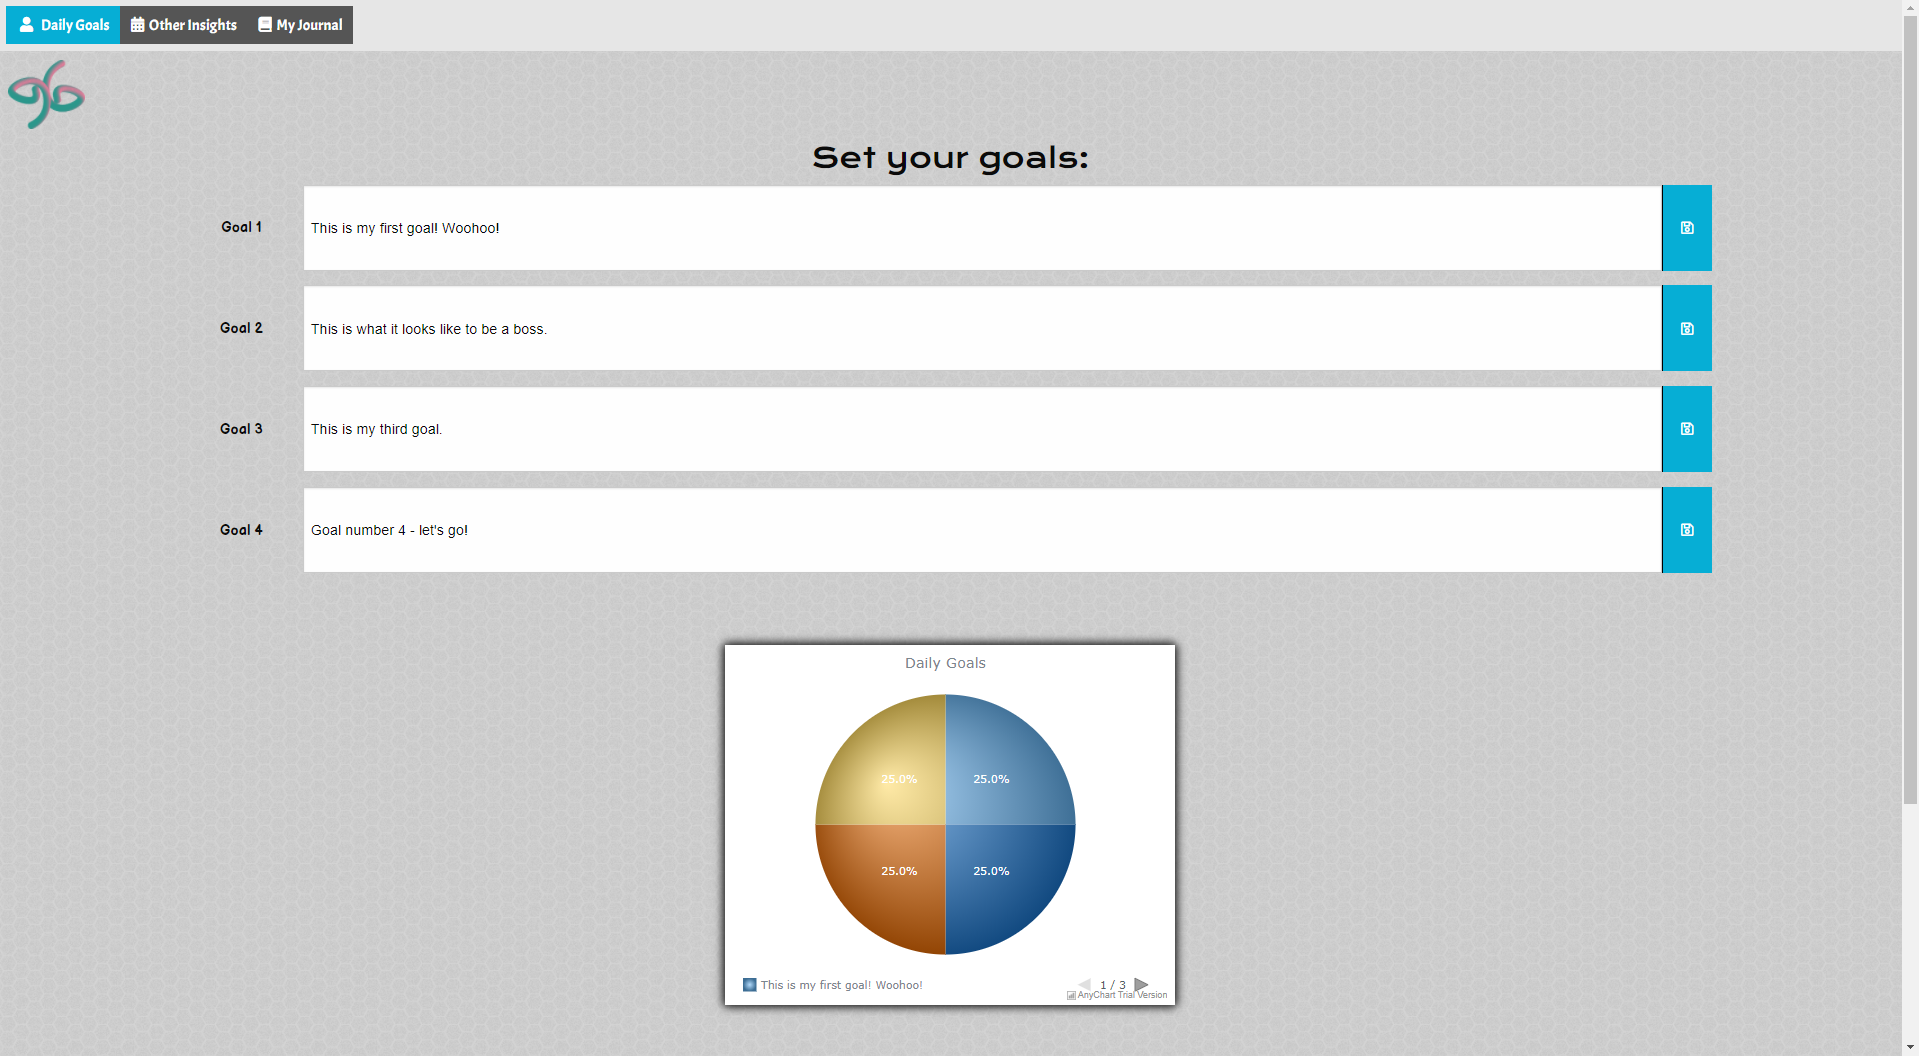 Daily Goals Other Insights My Journal
Set your goals:
Goal 1 This is my first goal! Woohoo!
Goal 2 This is what it looks like to be a boss.
Goal 3 This is my third goal.
Goal 4 Goal number 4 - let's go!
Daily Goals
25.0% 25.0%
25.0% 25.0%
This is my first goal! Woohoo! 1 / 3
AnyChart Trial Version